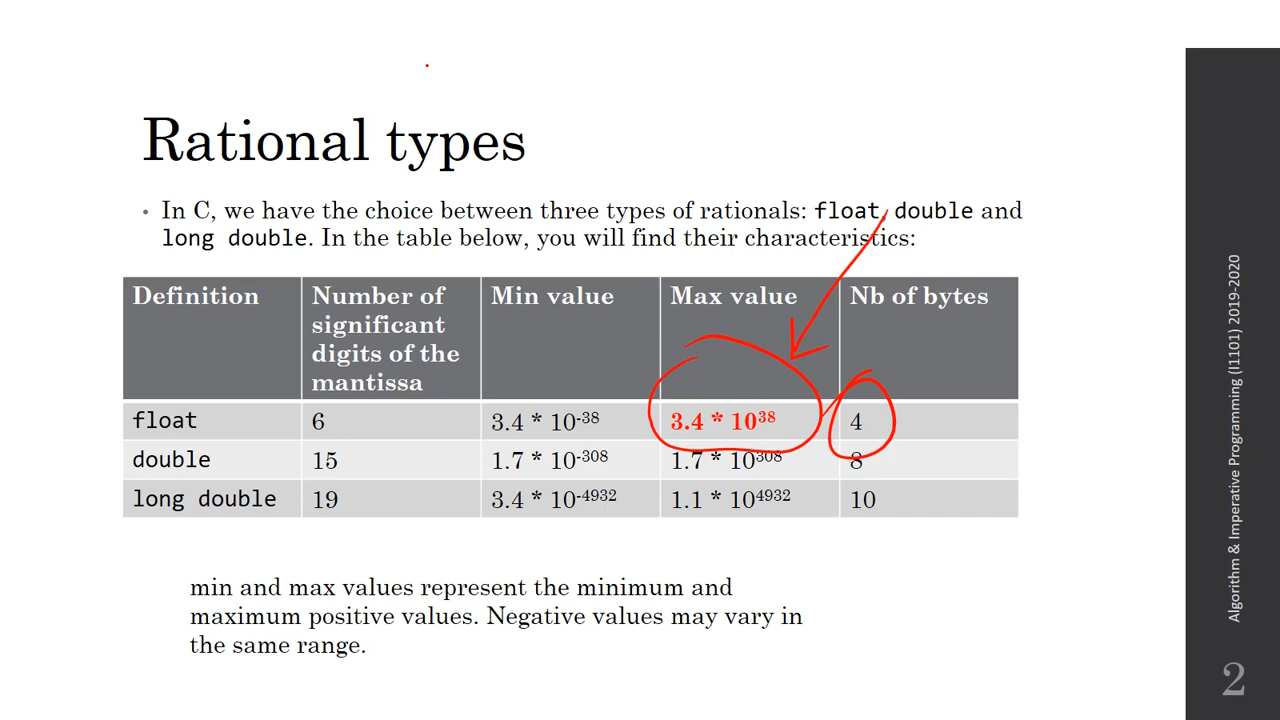 Rational types
• In C, we have the choice between three types of rationals: float, double and
long double. In the table below, you will find their characteristics:
Definition Number of significant digits of the mantissa Min value Max value Nb of bytes
float 6 3.4 * 10⁻³⁸ 3.4 * 10³⁸ 4
double 15 1.7 * 10⁻³⁰⁸ 1.7 * 10³⁰⁸ 8
long double 19 3.4 * 10⁻⁴⁹³² 1.1 * 10⁴⁹³² 10
min and max values represent the minimum and
maximum positive values. Negative values may vary in
the same range.
Algorithm & Imperative Programming (I1101) 2019-2020
2